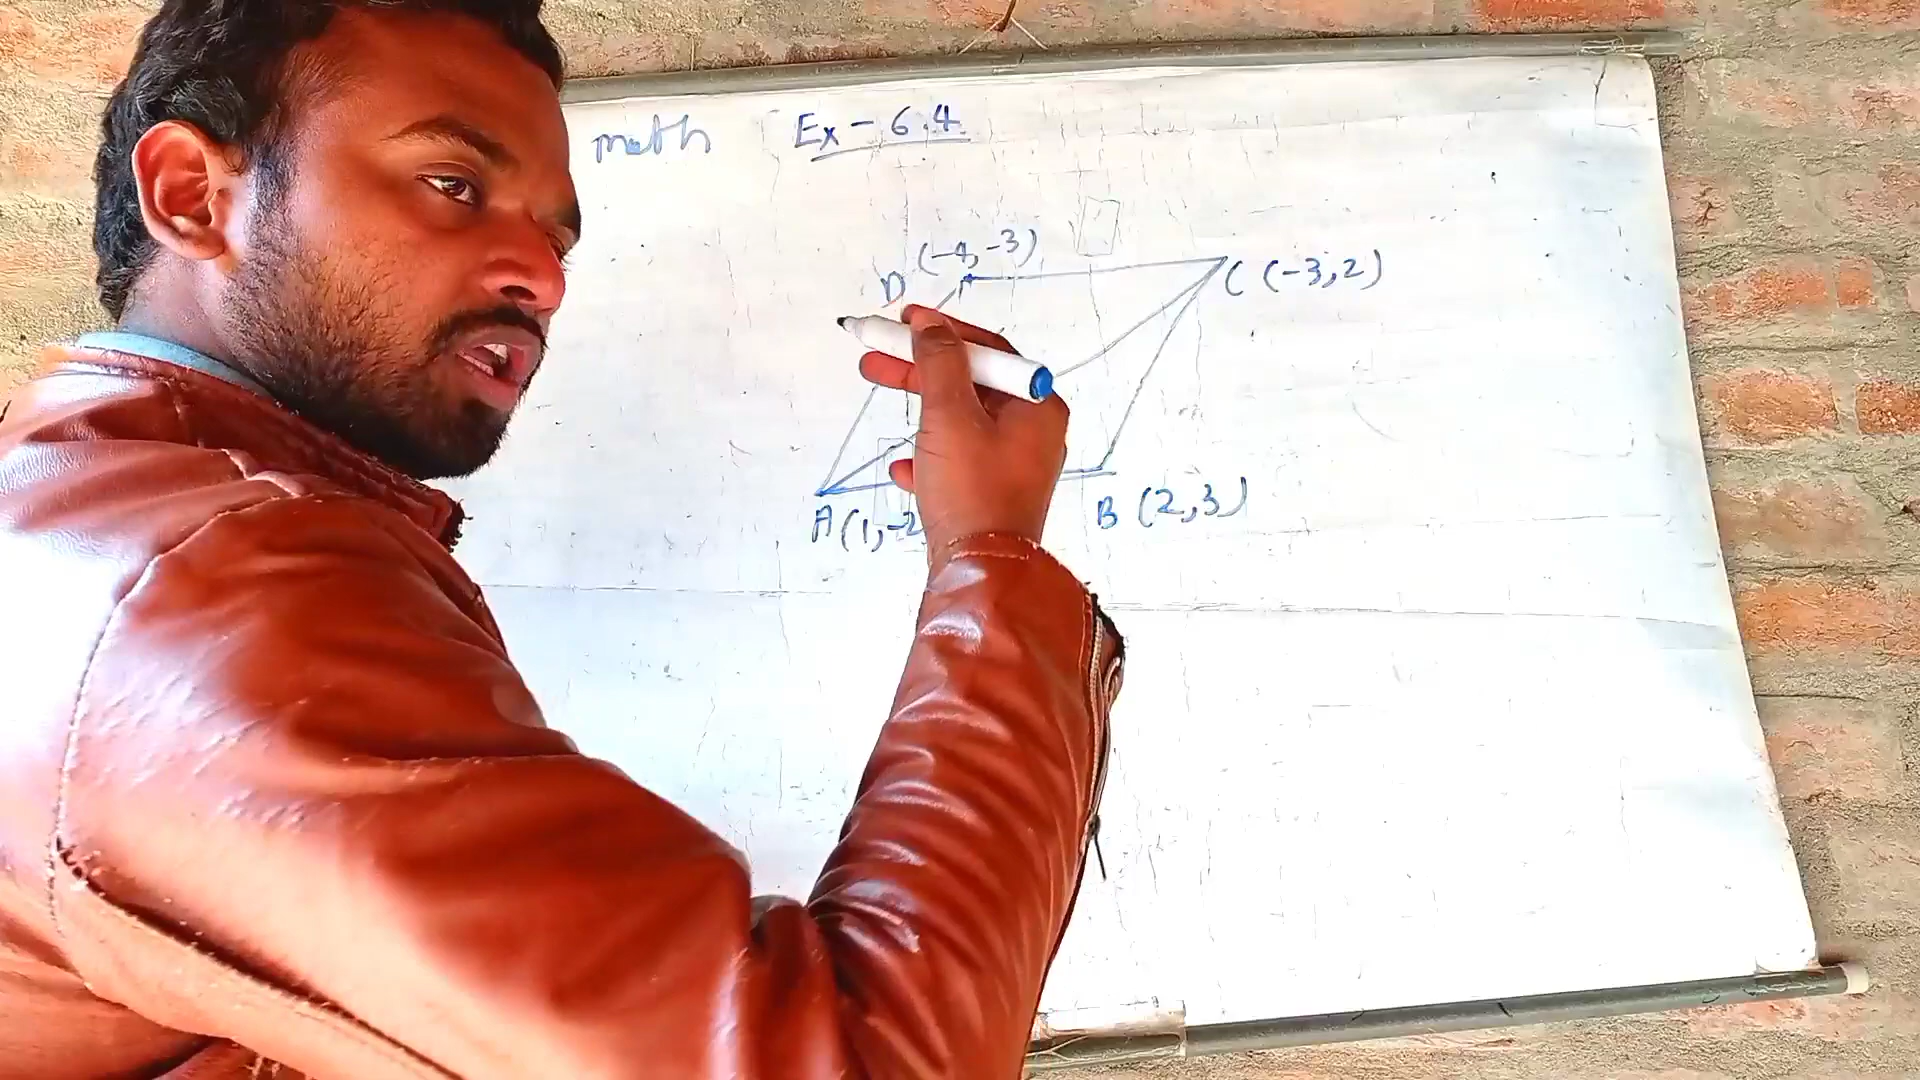 math Ex-6.4
(-4,-3)
D C (-3,2)
A (1,-2 B (2,3)